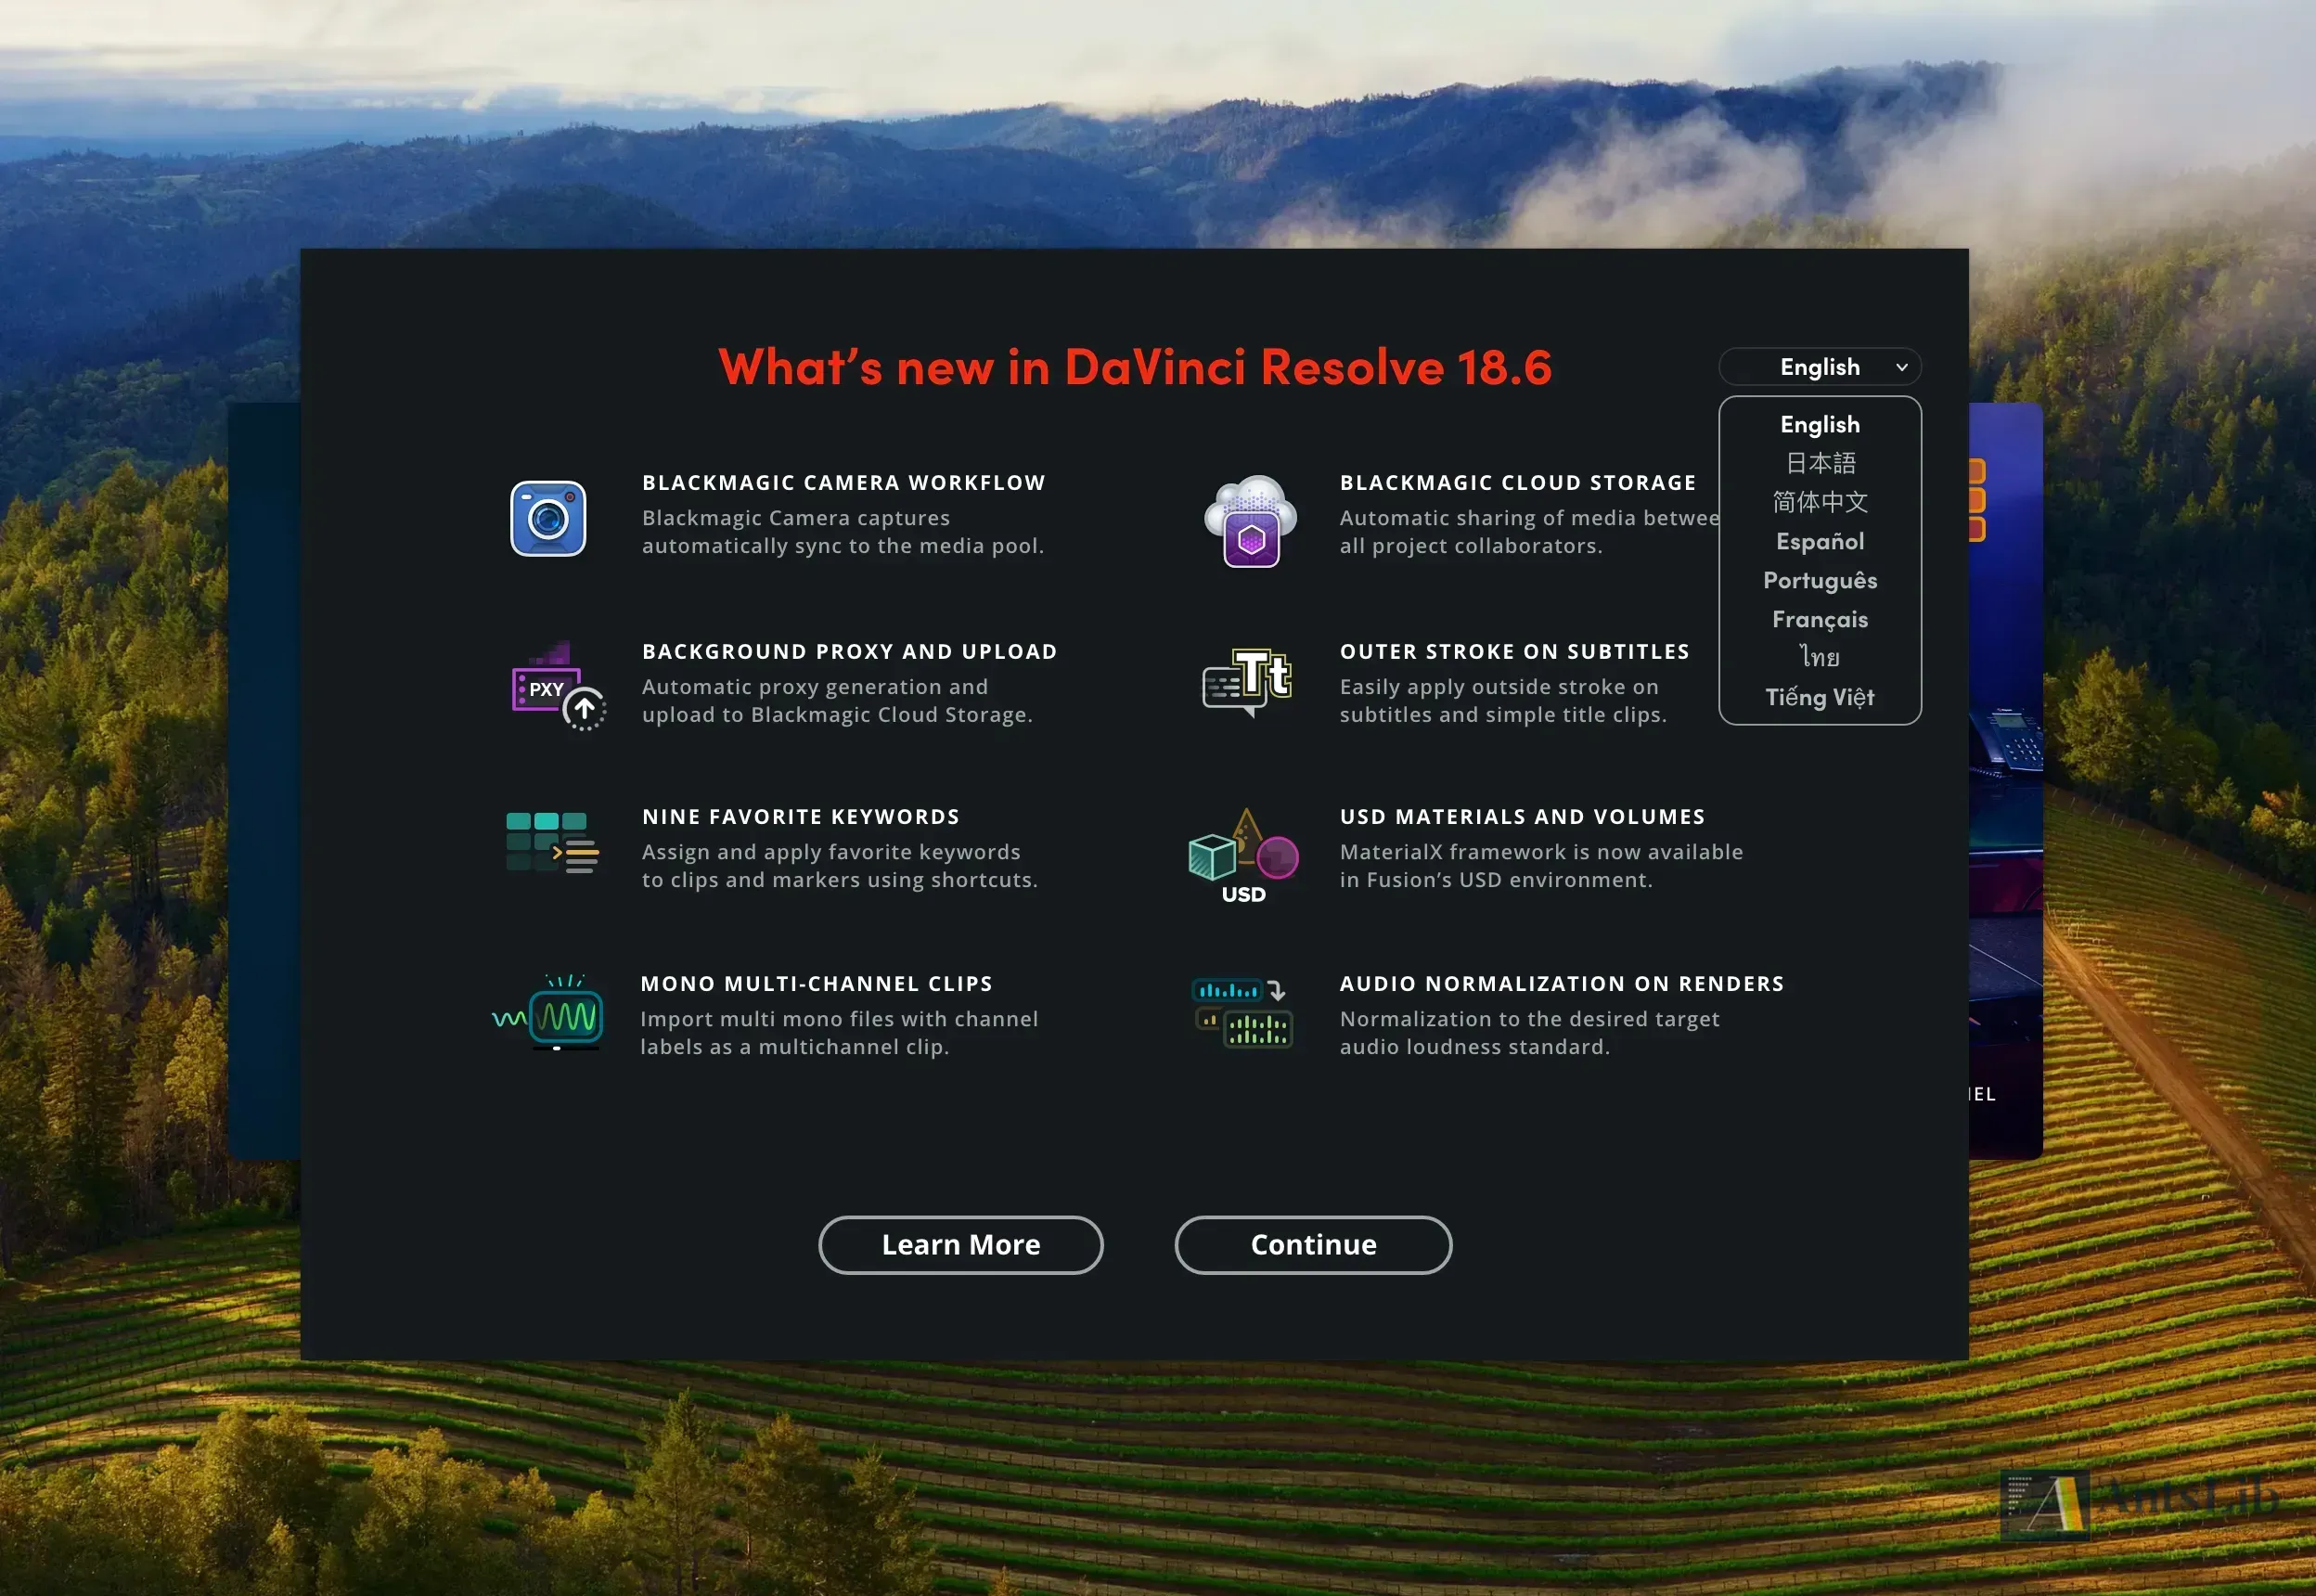 What's new in DaVinci Resolve 18.6
English
English
日本語
简体中文
Español
Português
Français
ไทย
Tiếng Việt
BLACKMAGIC CAMERA WORKFLOW
Blackmagic Camera captures
automatically sync to the media pool.
BLACKMAGIC CLOUD STORAGE
Automatic sharing of media betwee
all project collaborators.
PXY
BACKGROUND PROXY AND UPLOAD
Automatic proxy generation and
upload to Blackmagic Cloud Storage.
Tt
OUTER STROKE ON SUBTITLES
Easily apply outside stroke on
subtitles and simple title clips.
NINE FAVORITE KEYWORDS
Assign and apply favorite keywords
to clips and markers using shortcuts.
USD
USD MATERIALS AND VOLUMES
MaterialX framework is now available
in Fusion's USD environment.
MONO MULTI-CHANNEL CLIPS
Import multi mono files with channel
labels as a multichannel clip.
AUDIO NORMALIZATION ON RENDERS
Normalization to the desired target
audio loudness standard.
Learn More
Continue
A AntsLib